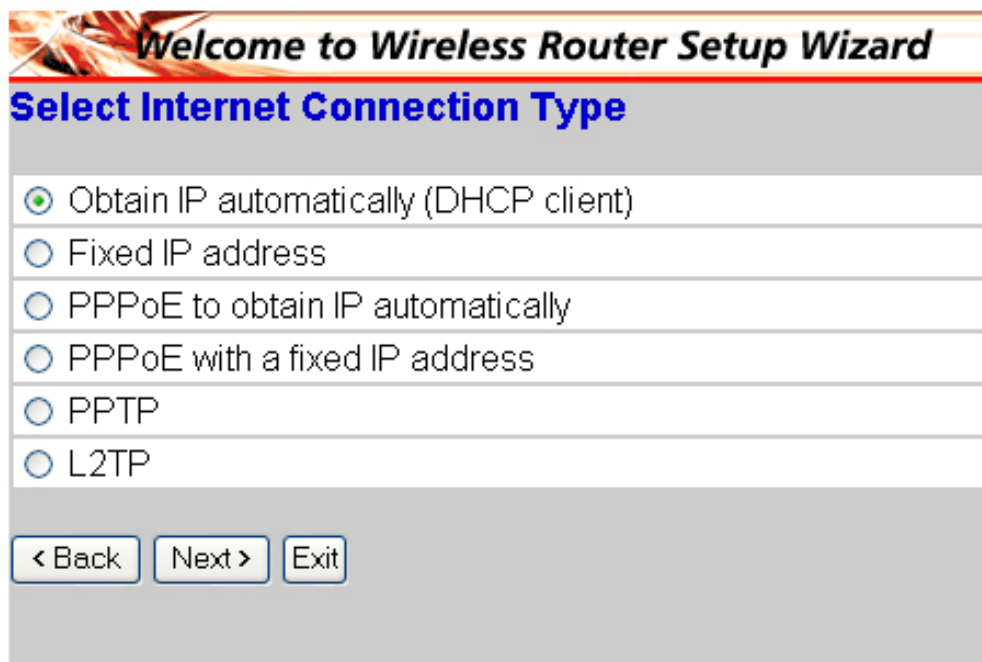 Welcome to Wireless Router Setup Wizard
Select Internet Connection Type
Obtain IP automatically (DHCP client)
Fixed IP address
PPPoE to obtain IP automatically
PPPoE with a fixed IP address
PPTP
L2TP
< Back Next > Exit